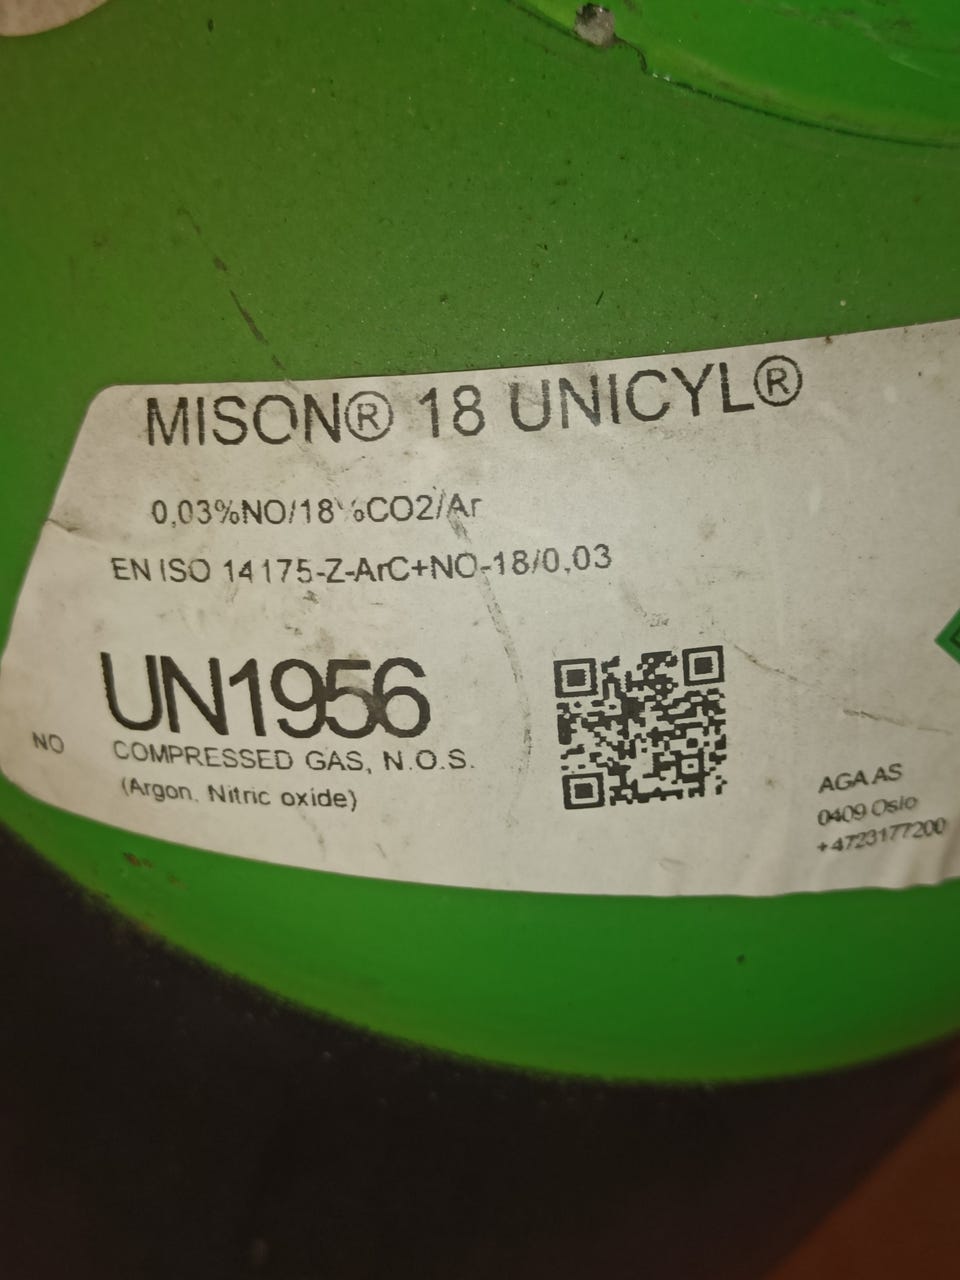 MISON® 18 UNICYL®
0,03%NO/18%CO2/Ar
EN ISO 14175-Z-ArC+NO-18/0,03
UN1956
NO
COMPRESSED GAS, N.O.S.
(Argon, Nitric oxide)
AGA AS
0409 Oslo
+4723177200